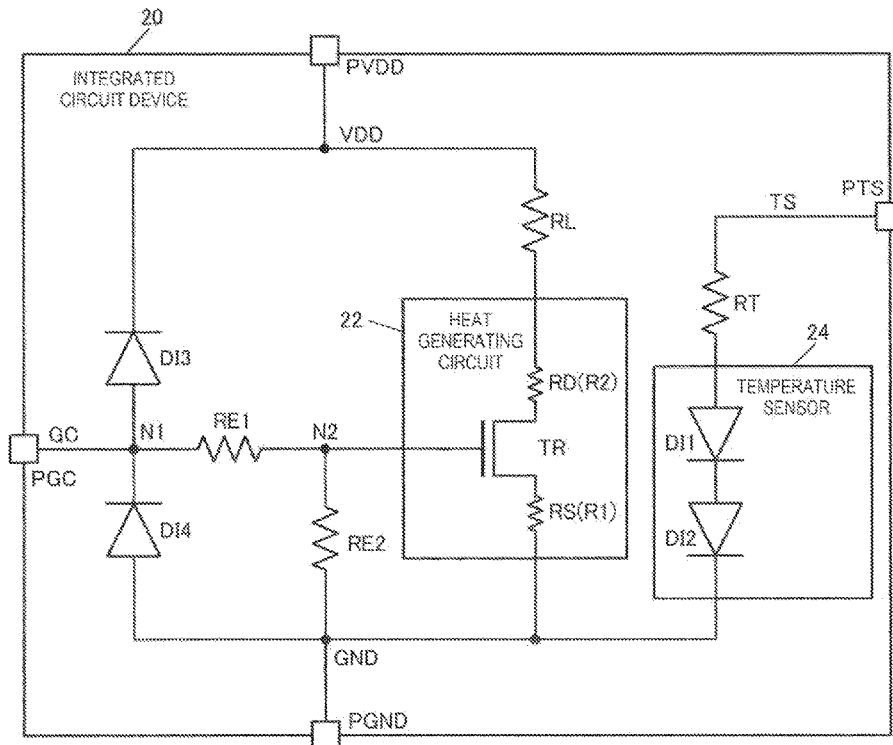 20
PVDD
INTEGRATED
CIRCUIT DEVICE
VDD
PTS
TS
RL
RT
22
HEAT
GENERATING
CIRCUIT
24
DI3
RD(R2)
TEMPERATURE
SENSOR
GC
N1
RE1
N2
TR
DI1
PGC
DI4
RE2
RS(R1)
DI2
GND
PGND